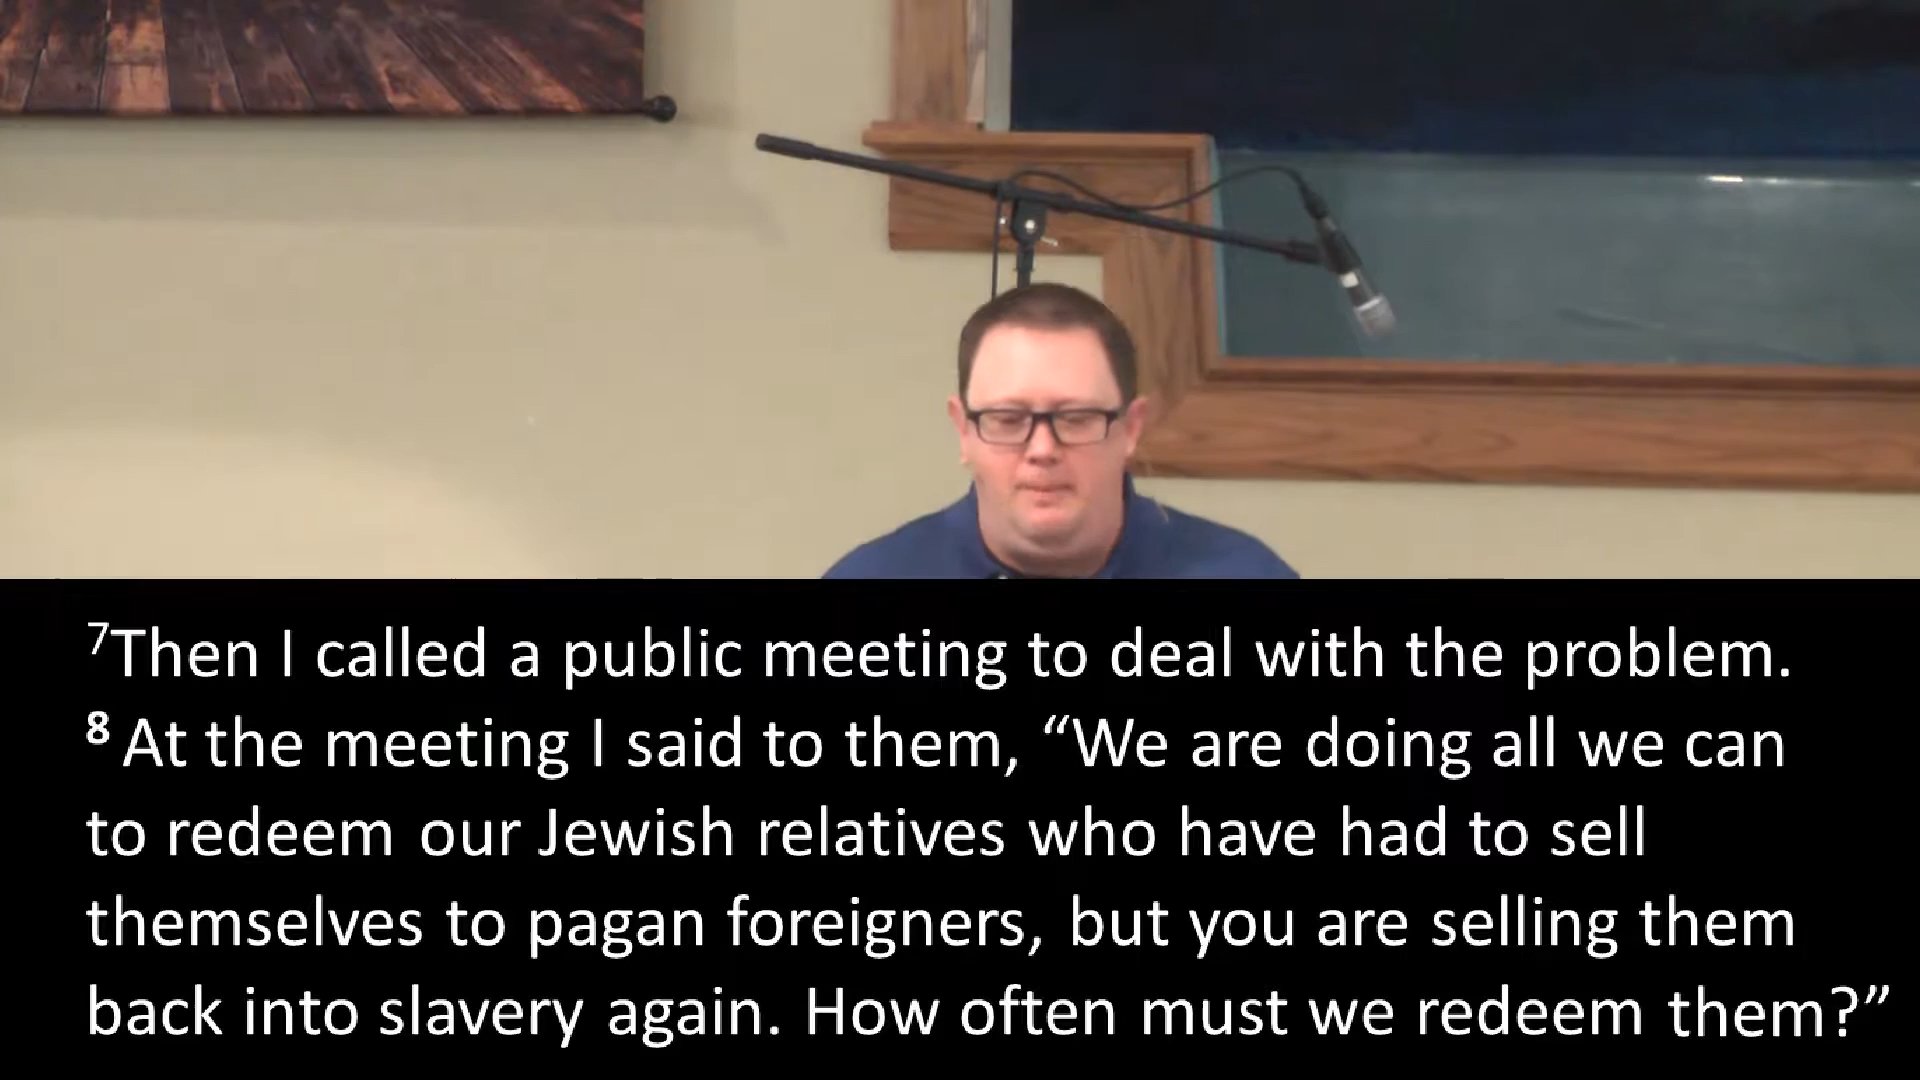 ⁷Then I called a public meeting to deal with the problem.
⁸ At the meeting I said to them, “We are doing all we can
to redeem our Jewish relatives who have had to sell
themselves to pagan foreigners, but you are selling them
back into slavery again. How often must we redeem them?”